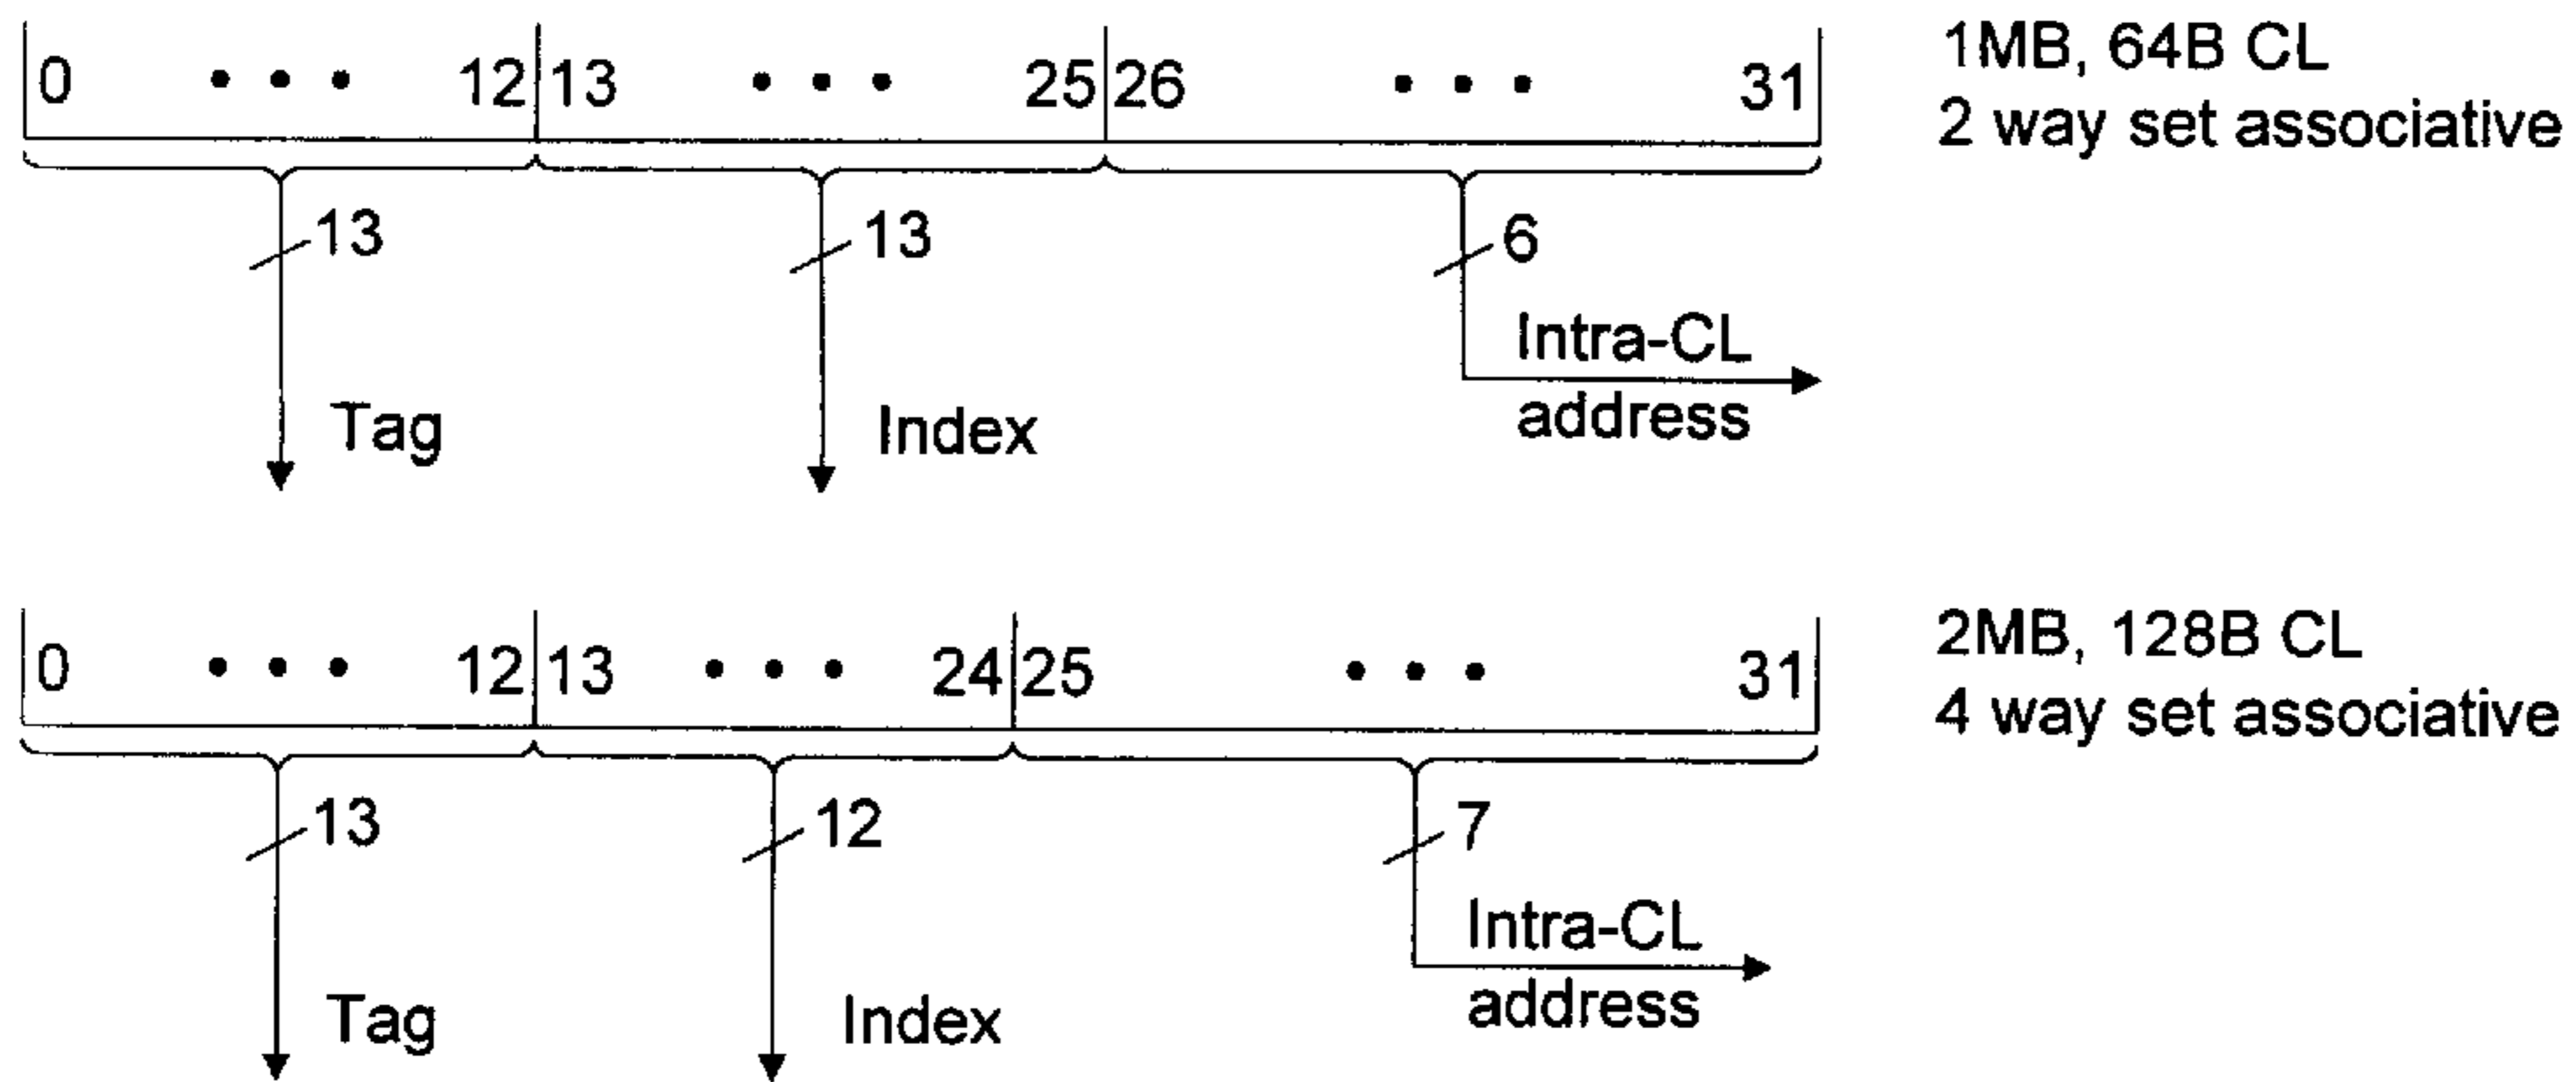 0 • • • 12 13 • • • 25 26 • • • 31
1MB, 64B CL
2 way set associative
13
13
6
Intra-CL
address
Tag
Index
0 • • • 12 13 • • • 24 25 • • • 31
2MB, 128B CL
4 way set associative
13
12
7
Intra-CL
address
Tag
Index